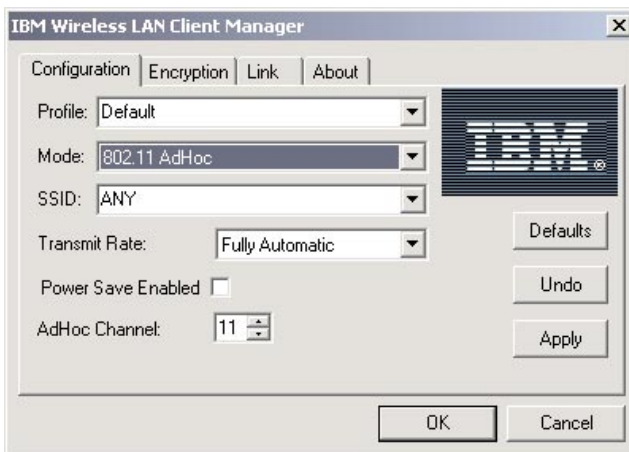 IBM Wireless LAN Client Manager
Configuration Encryption Link About
Profile: Default
Mode: 802.11 AdHoc
SSID: ANY
Transmit Rate: Fully Automatic
Power Save Enabled
AdHoc Channel: 11
IBM®
Defaults
Undo
Apply
OK Cancel